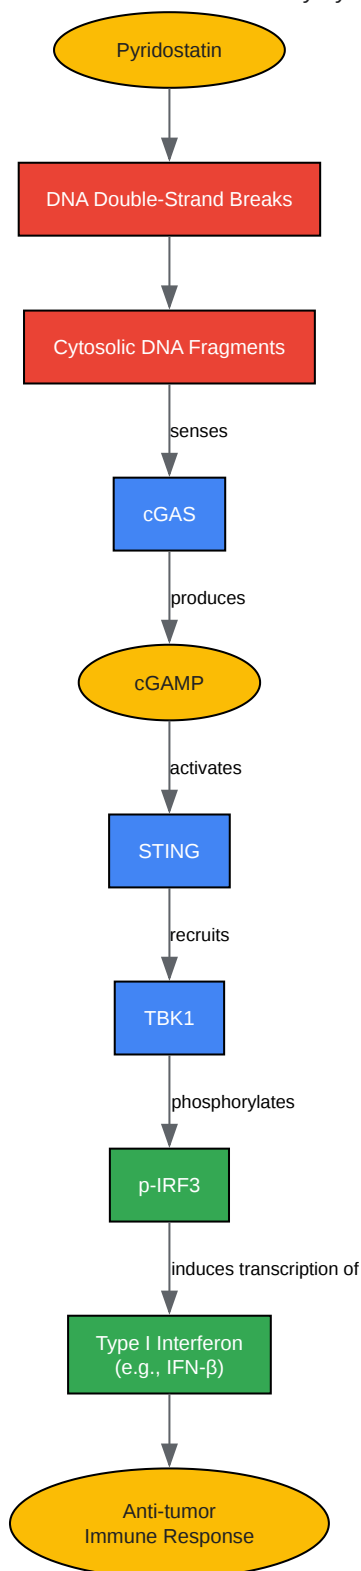 Pyridostatin
DNA Double-Strand Breaks
Cytosolic DNA Fragments
senses
cGAS
produces
cGAMP
activates
STING
recruits
TBK1
phosphorylates
p-IRF3
induces transcription of
Type I Interferon
(e.g., IFN-β)
Anti-tumor
Immune Response